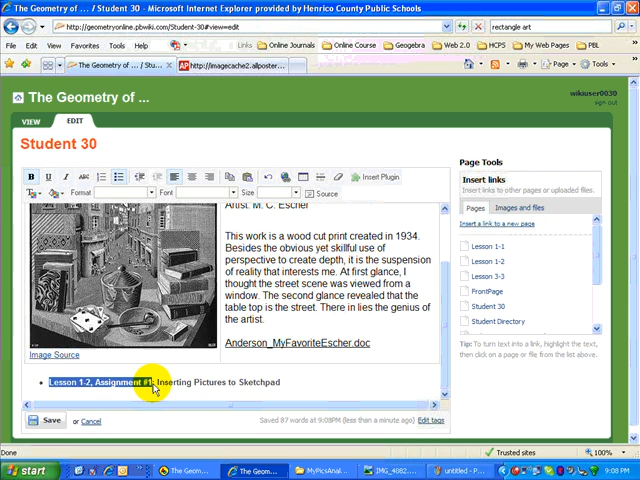 The Geometry of ... / Student 30 - Microsoft Internet Explorer provided by Henrico County Public Schools
http://geometryonline.pbwiki.com/Student-30#view=edit
rectangle art
File Edit View Favorites Tools Help
Links Online Journals Online Course Geogebra Web 2.0 HCPS My Web Pages PBL
The Geometry of ... / Stu...
http://imagecache2.allposter...
Page Tools
The Geometry of ...
wikiuser0030
sign out
VIEW EDIT
Student 30
Page Tools
B I U ABC Insert Plugin
Format Font Size Source
Insert links
Insert links to other pages or uploaded files.
Pages Images and files
Insert a link to a new page
Lesson 1-1
Lesson 1-2
Lesson 3-3
FrontPage
Student 30
Student Directory
Tip: To turn text into a link, highlight the text,
then click on a page or file from the list above.
Artist: M. C. Escher
This work is a wood cut print created in 1934.
Besides the obvious yet skillful use of
perspective to create depth, it is the suspension
of reality that interests me. At first glance, I
thought the street scene was viewed from a
window. The second glance revealed that the
table top is the street. There in lies the genius of
the artist.
Anderson_MyFavoriteEscher.doc
Image Source
Lesson 1-2, Assignment #1: Inserting Pictures to Sketchpad
Save or Cancel
Saved 87 words at 9:08PM (less than a minute ago) Edit tags
Done
Trusted sites
100%
start
The Geom...
The Geom...
MyPicsAnal...
IMG_4882...
untitled - P...
9:08 PM